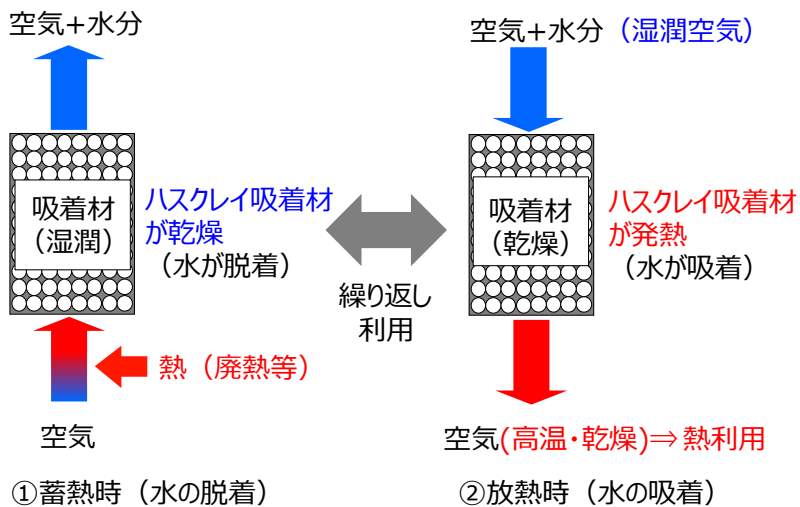 空気+水分
吸着材
（湿潤）
ハスクレイ吸着材
が乾燥
（水が脱着）
熱（廃熱等）
空気
①蓄熱時（水の脱着）
繰り返し
利用
空気+水分（湿潤空気）
吸着材
（乾燥）
ハスクレイ吸着材
が発熱
（水が吸着）
空気(高温・乾燥)⇒熱利用
②放熱時（水の吸着）